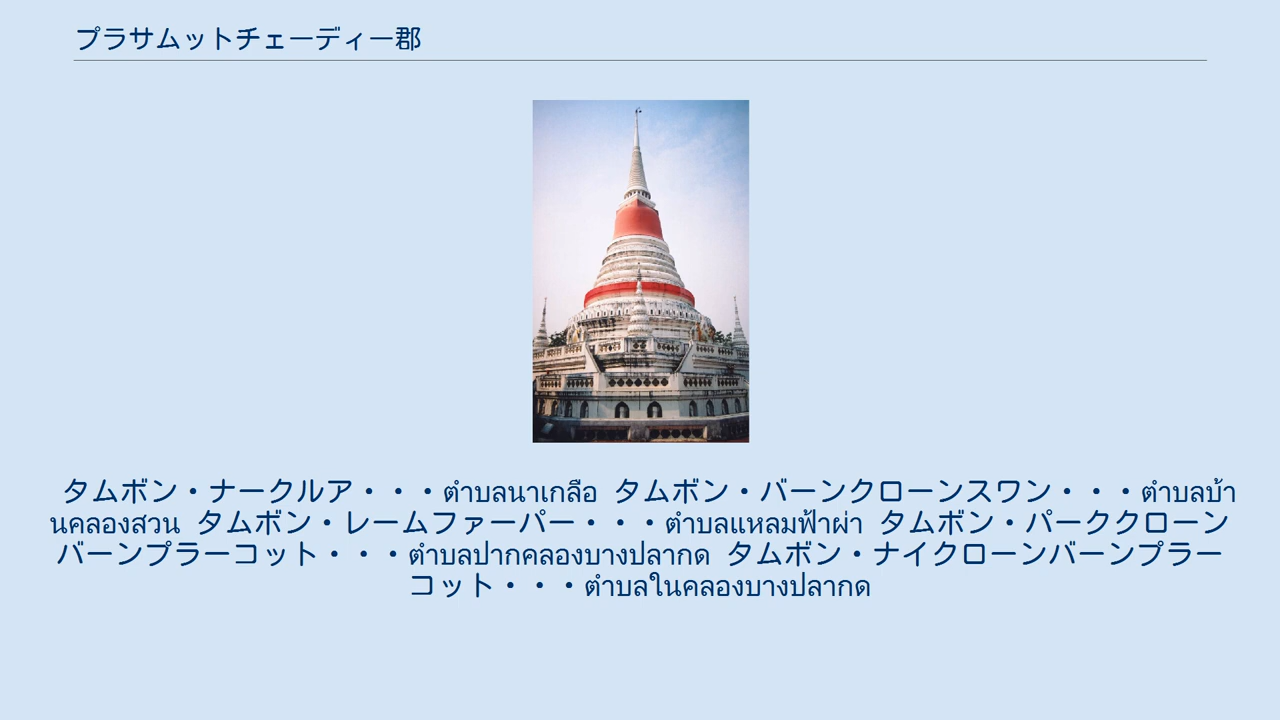 プラサムットチェーディー郡
タムボン・ナークルア・・・ตำบลนาเกลือ タムボン・バーンクローンスワン・・・ตำบลบ้า
นคลองสวน タムボン・レームファーパー・・・ตำบลแหลมฟ้าผ่า タムボン・パーククローン
バーンプラーコット・・・ตำบลปากคลองบางปลากด タムボン・ナイクローンバーンプラー
コット・・・ตำบลในคลองบางปลากด